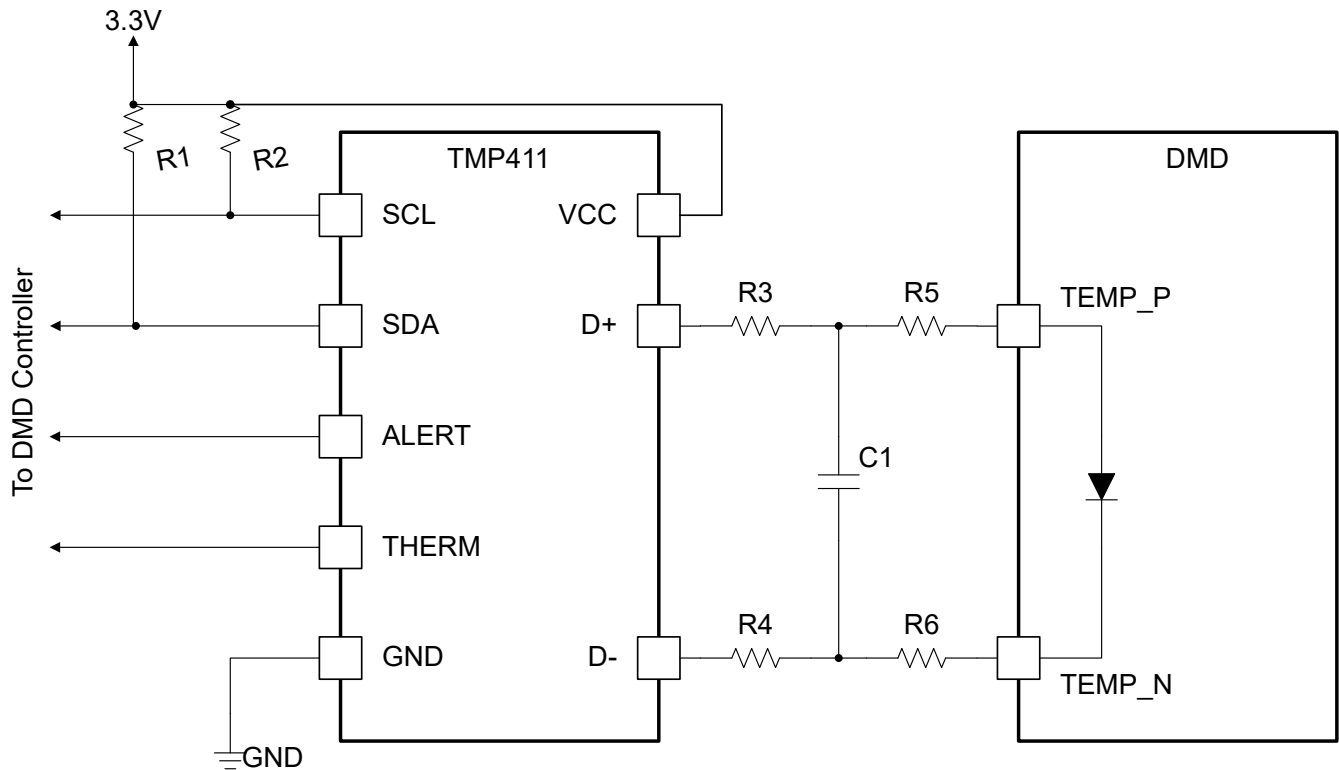 3.3V
R1
R2
TMP411
DMD
SCL
VCC
To DMD Controller
R3
R5
TEMP_P
SDA
D+
ALERT
C1
THERM
R4
R6
GND
D-
TEMP_N
GND